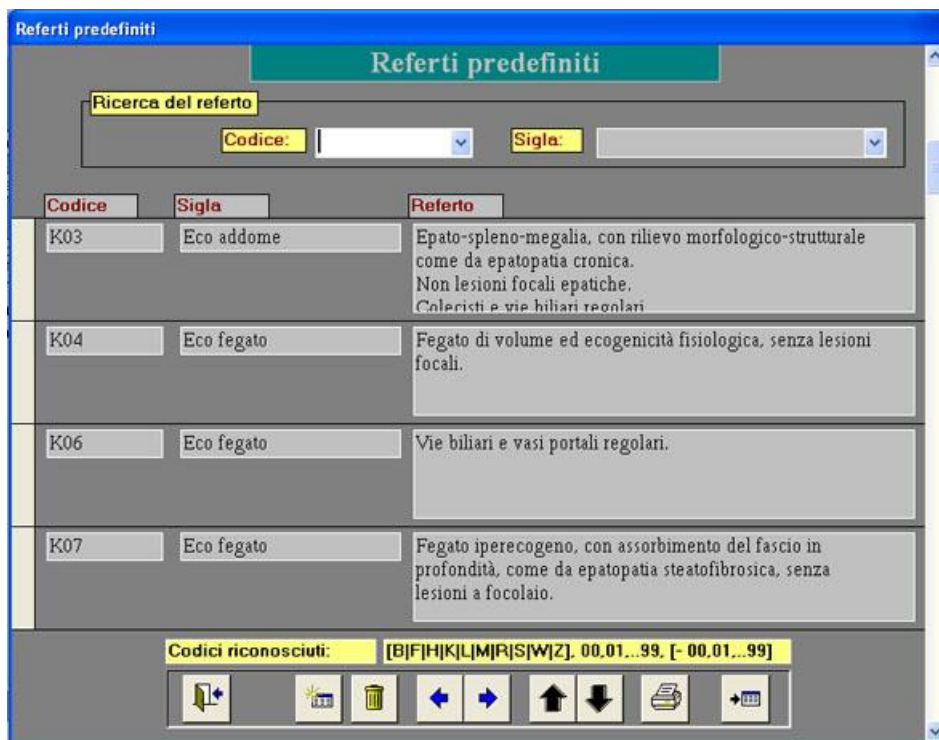 Referti predefiniti
Referti predefiniti
Ricerca del referto
Codice: Sigla:
Codice Sigla Referto
K03 Eco addome Epato-spleno-megalia, con rilievo morfologico-strutturale
come da epatopatia cronica.
Non lesioni focali epatiche.
Colecisti e vie biliari regolari
K04 Eco fegato Fegato di volume ed ecogenicità fisiologica, senza lesioni
focali.
K06 Eco fegato Vie biliari e vasi portali regolari.
K07 Eco fegato Fegato iperecogeno, con assorbimento del fascio in
profondità, come da epatopatia steatofibrosica, senza
lesioni a focolaio.
Codici riconosciuti: [B|F|H|K|L|M|R|S|W|Z], 00,01,..99, [- 00,01,..99]